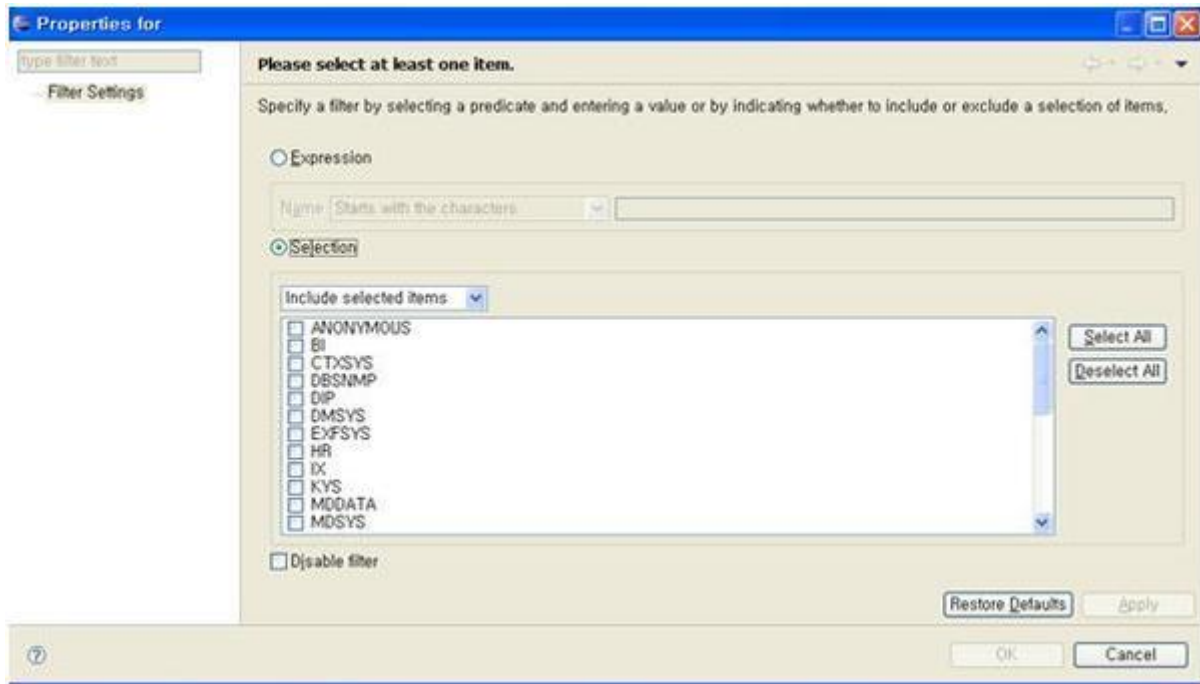 Properties for
type filter text
Filter Settings
Please select at least one item.
Specify a filter by selecting a predicate and entering a value or by indicating whether to include or exclude a selection of items,
Expression
Name Starts with the characters
Selection
Include selected items
ANONYMOUS
BI
CTXSYS
DBSNMP
DIP
DMSYS
EXFSYS
HR
IX
KYS
MDDATA
MDSYS
Select All
Deselect All
Disable filter
Restore Defaults Apply
? OK Cancel